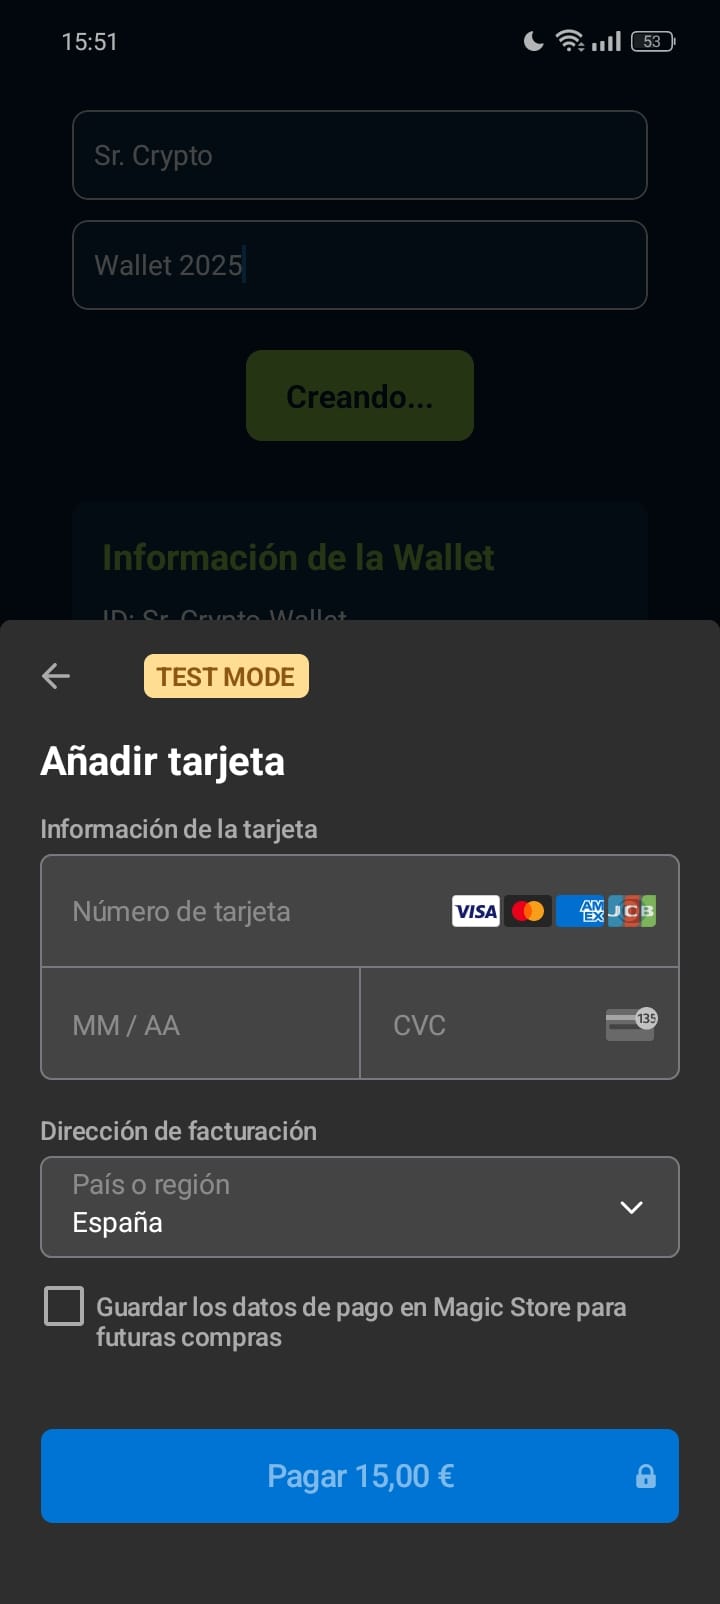 15:51
53
Sr. Crypto
Wallet 2025
Creando...
Información de la Wallet
ID: Sr. Crypto Wallet
TEST MODE
Añadir tarjeta
Información de la tarjeta
Número de tarjeta
VISA
AM
EX
JCB
MM / AA
CVC
135
Dirección de facturación
País o región
España
Guardar los datos de pago en Magic Store para
futuras compras
Pagar 15,00 €